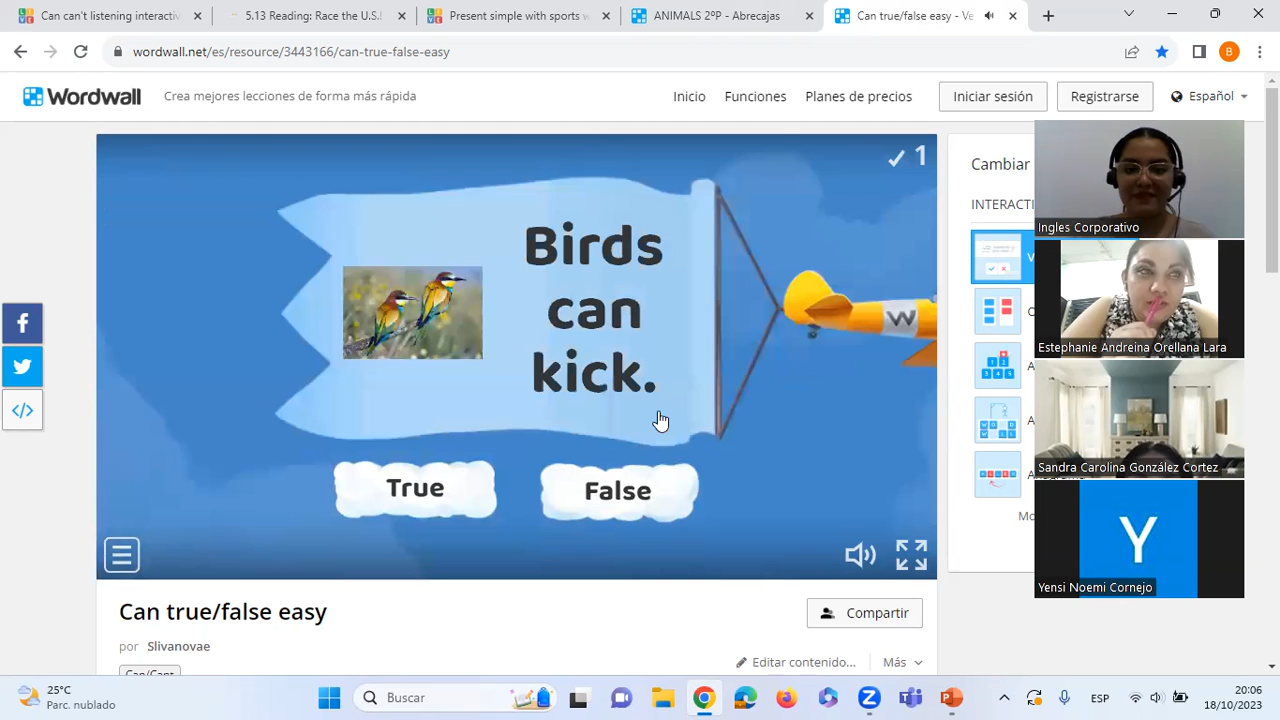 Can can't listening interactiv
5.13 Reading: Race the U.S.!
Present simple with sports w
ANIMALS 2ºP - Abrecajas
Can true/false easy - Ve
wordwall.net/es/resource/3443166/can-true-false-easy
B
Wordwall
Crea mejores lecciones de forma más rápida
Inicio
Funciones
Planes de precios
Iniciar sesión
Registrarse
Español
✓ 1
Birds
can
kick.
W
True
False
Cambiar
INTERACTI
V
Mo
Ingles Corporativo
Estephanie Andreina Orellana Lara
Sandra Carolina González Cortez
Y
Yensi Noemi Cornejo
Can true/false easy
Compartir
por Slivanovae
Editar contenido...
Más
Can/Cant
25°C
Parc. nublado
Buscar
ESP
20:06
18/10/2023